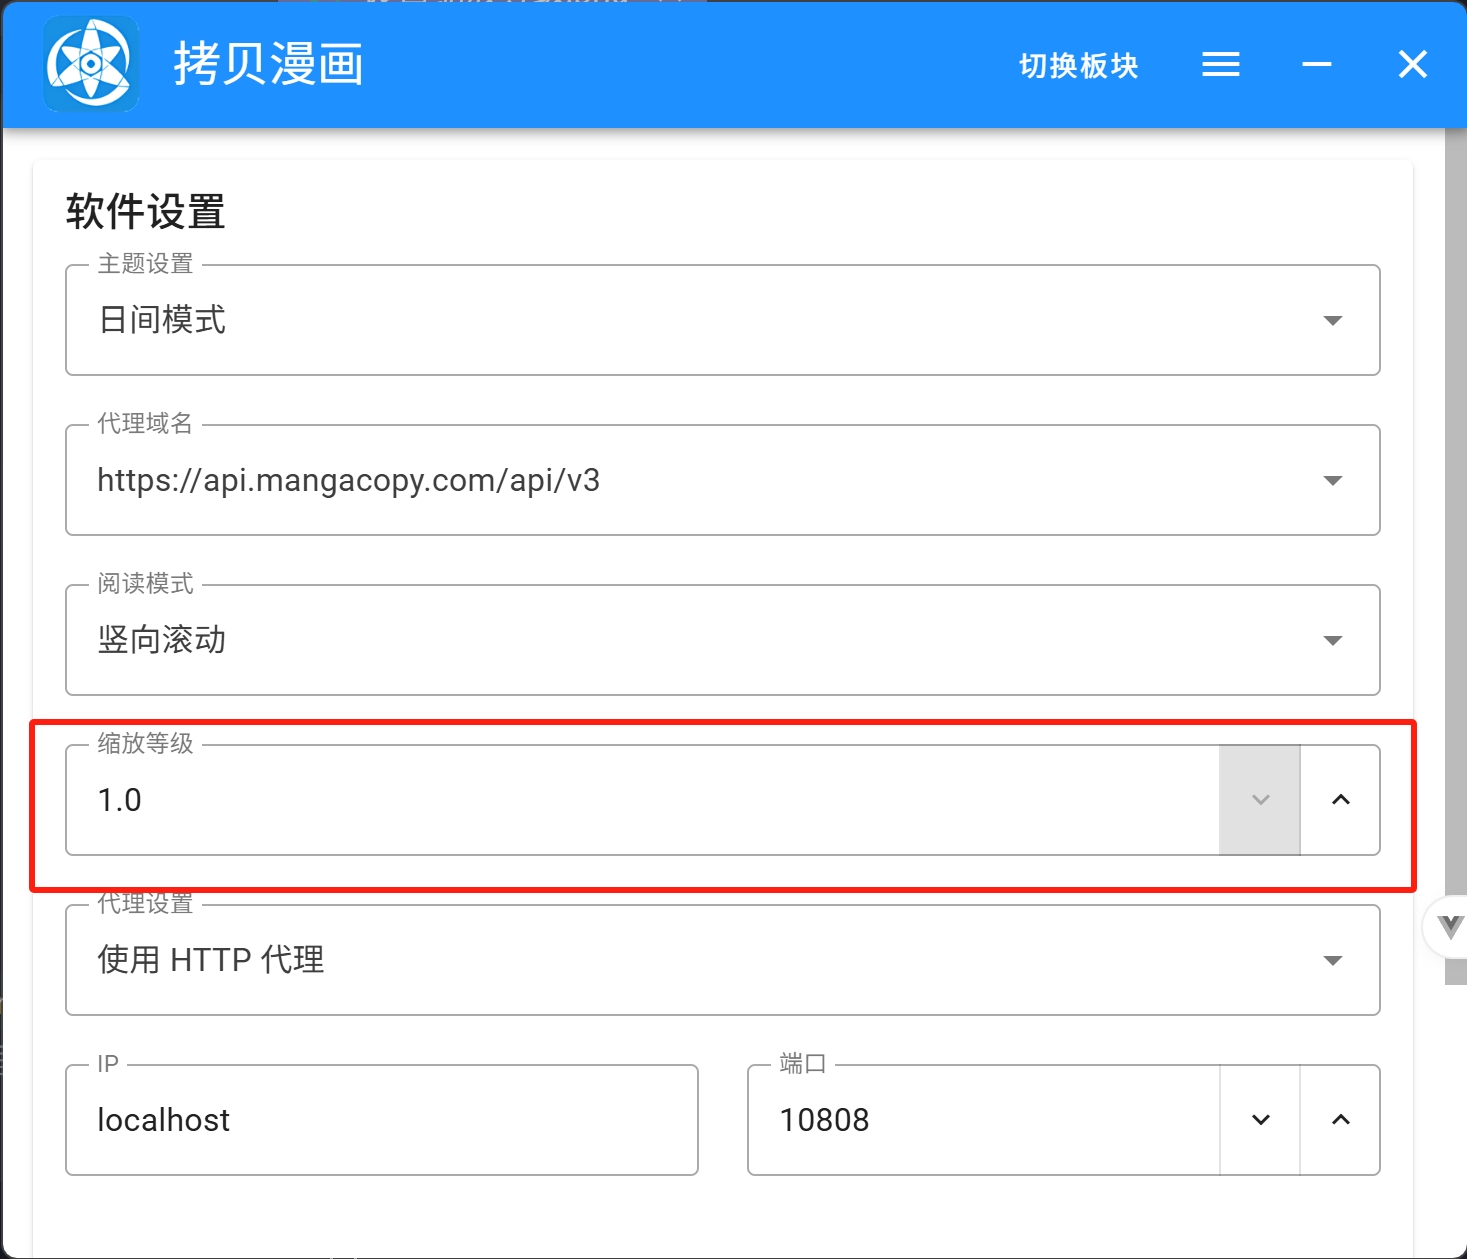 拷贝漫画
切换板块
软件设置
主题设置
日间模式
代理域名
https://api.mangacopy.com/api/v3
阅读模式
竖向滚动
缩放等级
1.0
代理设置
使用 HTTP 代理
IP
localhost
端口
10808